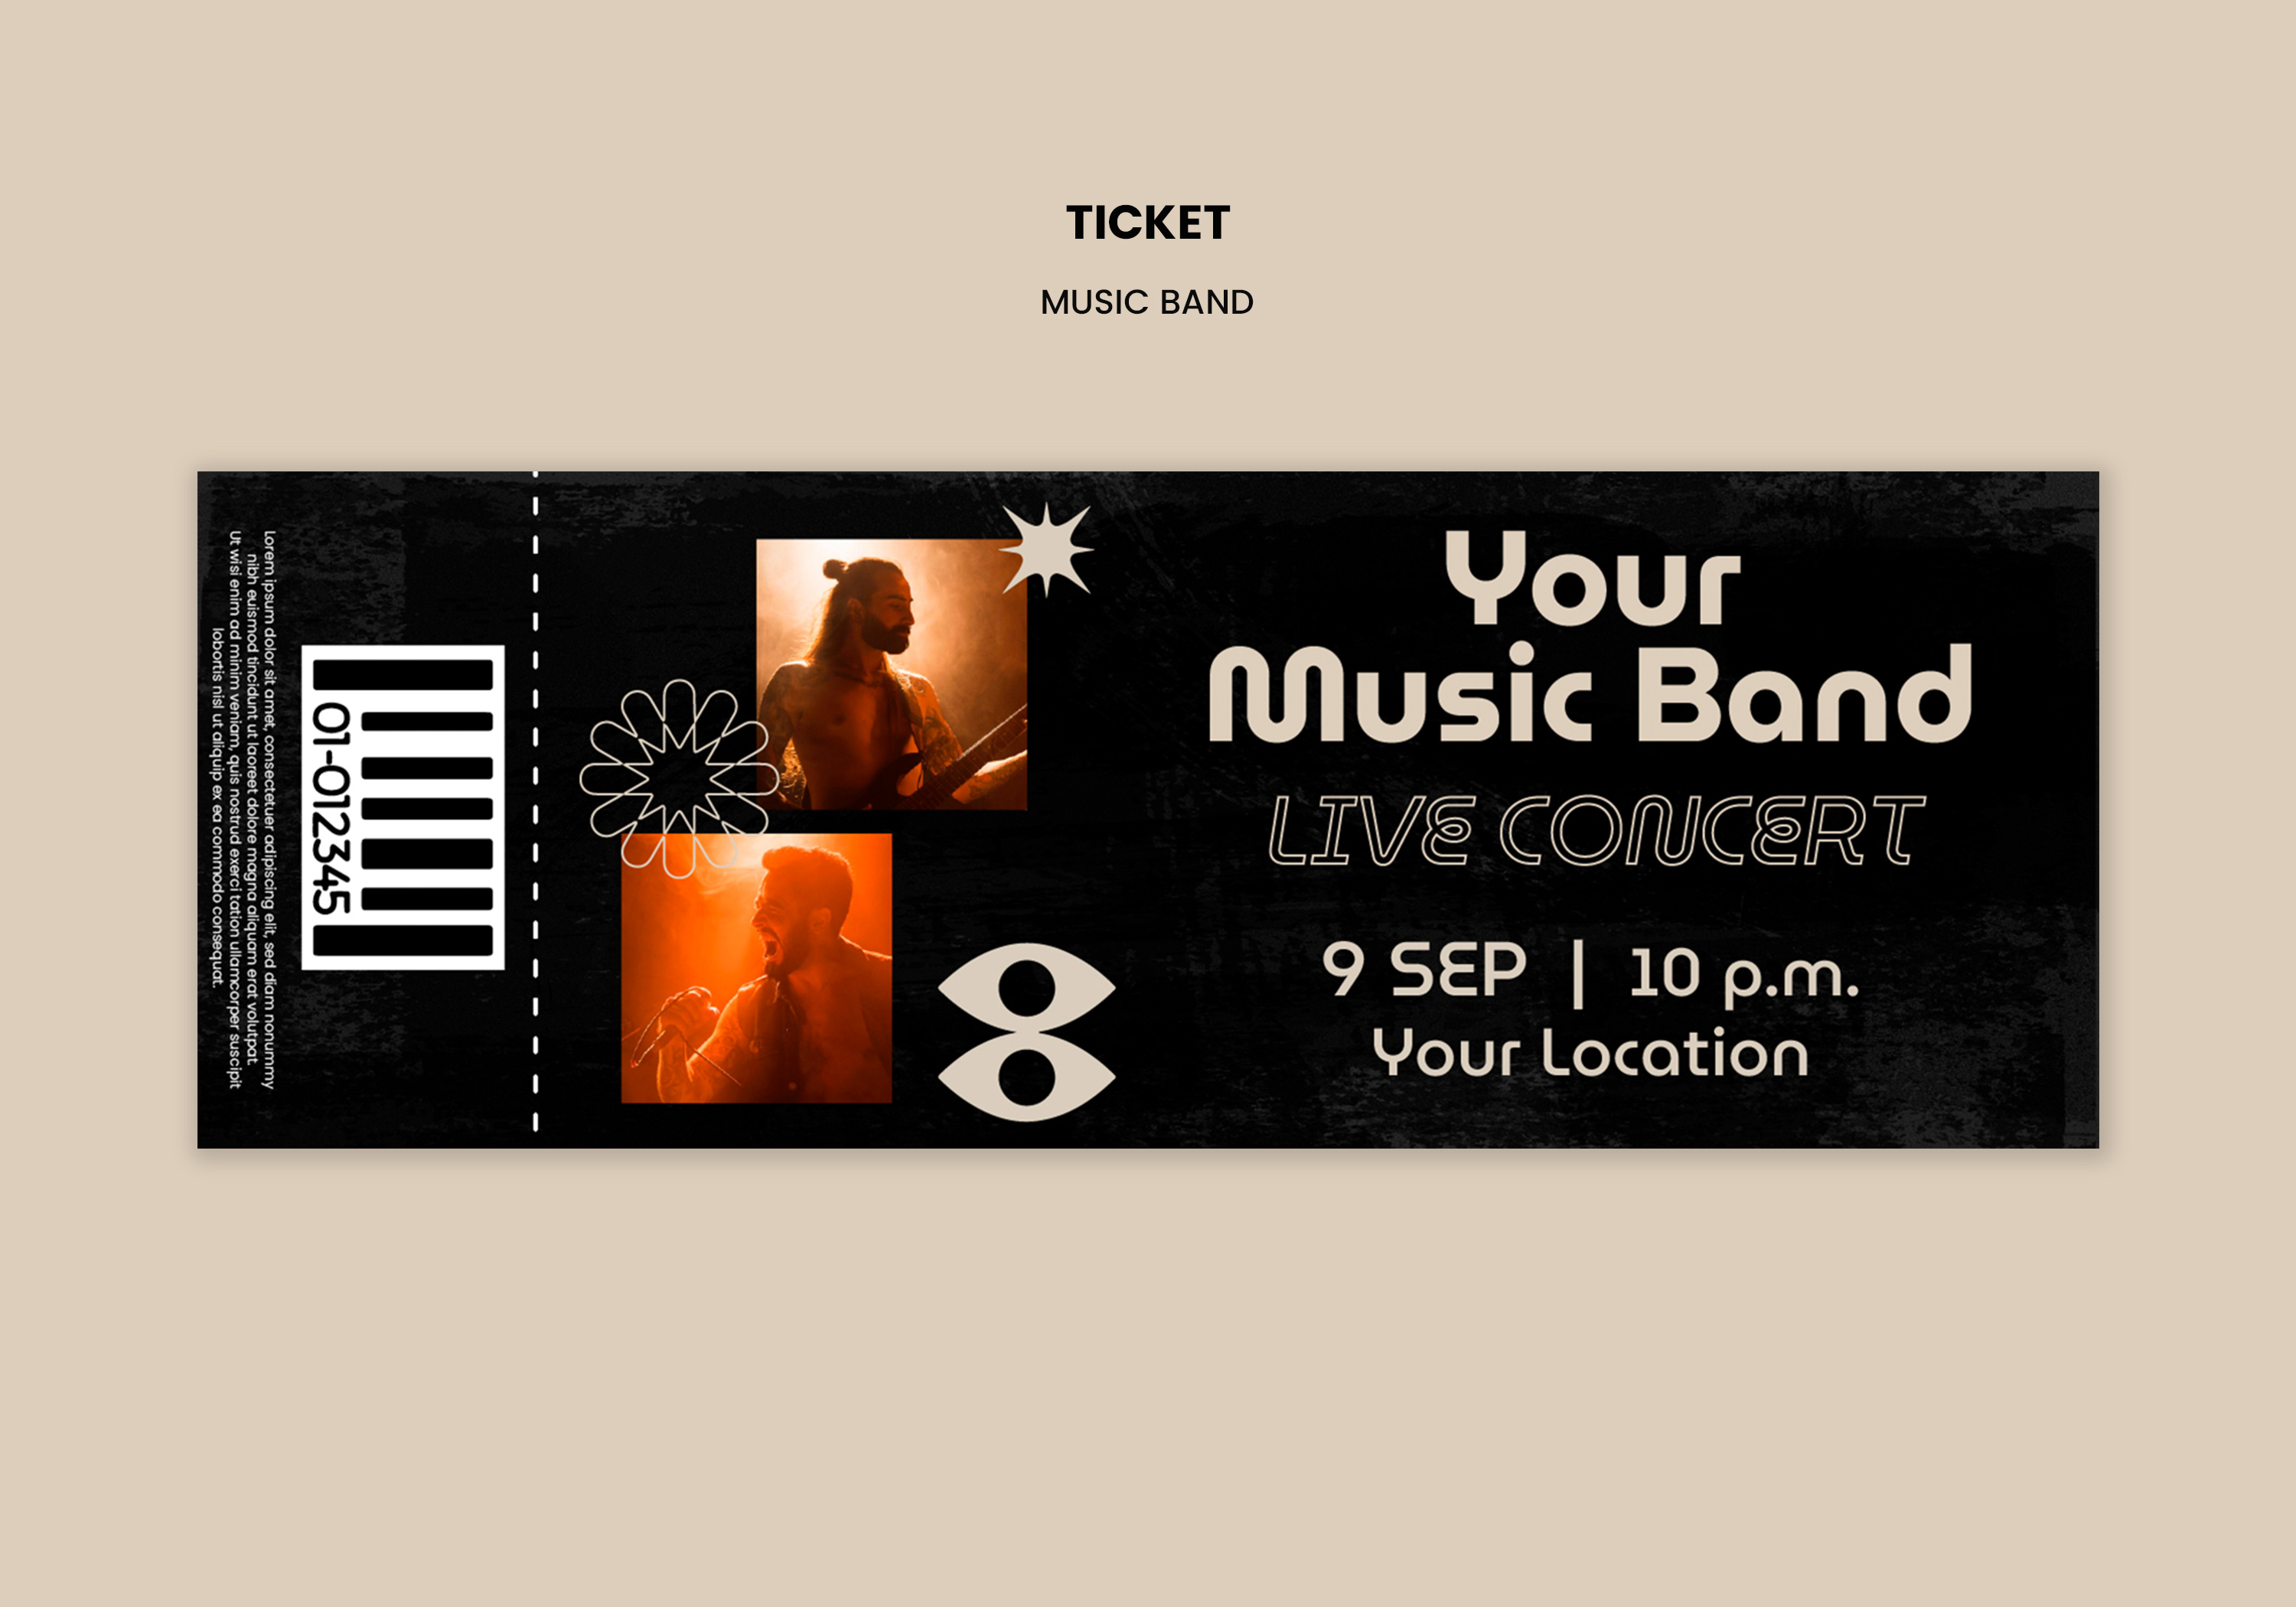 TICKET
MUSIC BAND
Lorem ipsum dolor sit amet, consectetuer adipiscing elit, sed diam nonummy
nibh euismod tincidunt ut laoreet dolore magna aliquam erat volutpat.
Ut wisi enim ad minim veniam, quis nostrud exerci tation ullamcorper suscipit
lobortis nisl ut aliquip ex ea commodo consequat.
01-012345
Your
Music Band
LIVE CONCERT
9 SEP | 10 p.m.
Your Location